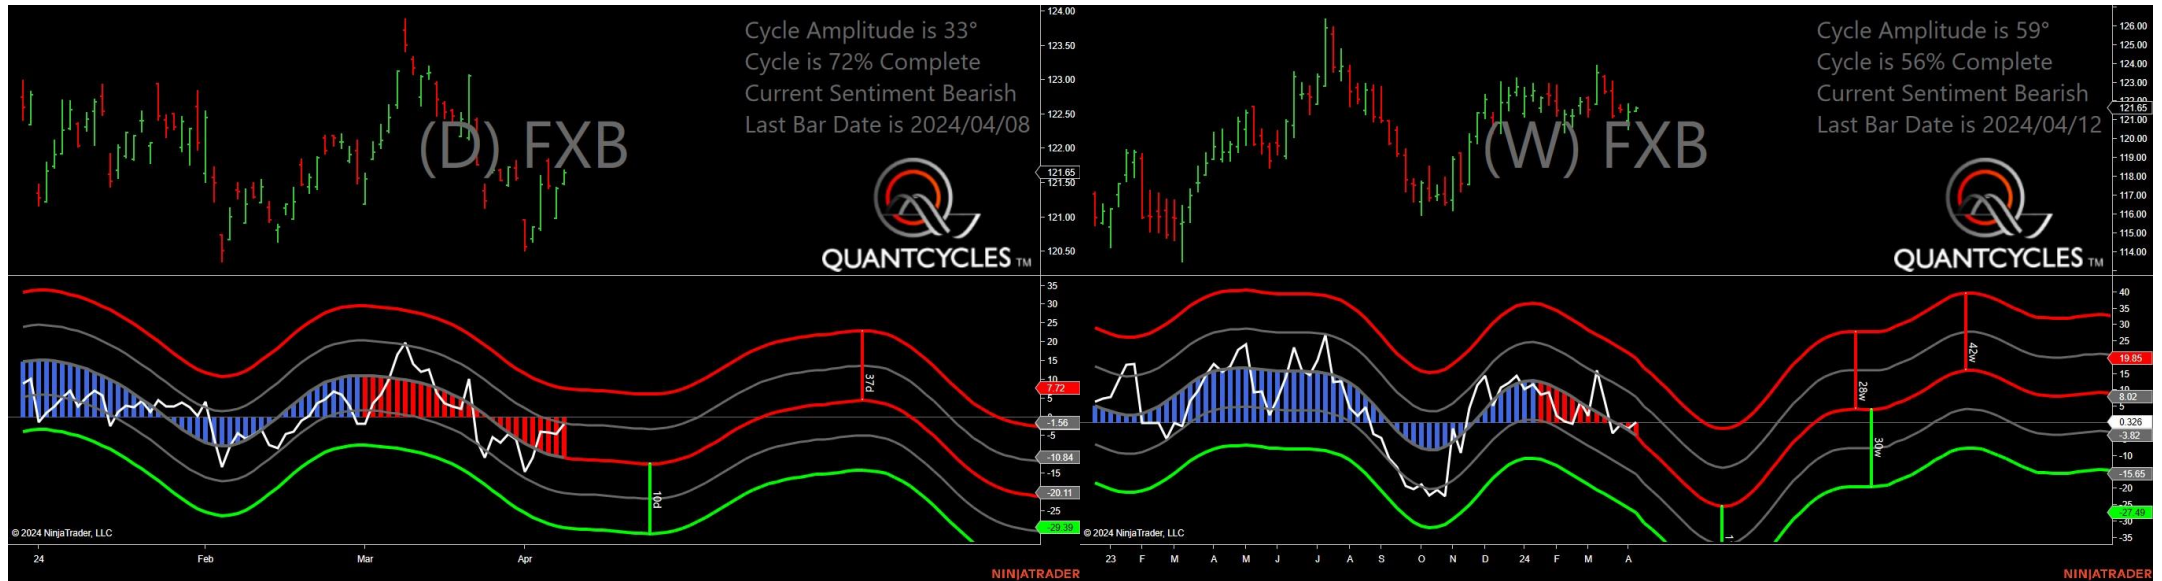 Cycle Amplitude is 33°
Cycle is 72% Complete
Current Sentiment Bearish
Last Bar Date is 2024/04/08
(D) FXB
QUANTCYCLES TM
124.00
123.50
123.00
122.50
122.00
121.65
121.50
121.00
120.50
35
30
25
20
15
10
7.72
5
0
-1.56
-5
-10.84
-15
-20.11
-25
-29.39
37d
10d
© 2024 NinjaTrader, LLC
24 Feb Mar Apr
NINJATRADER
Cycle Amplitude is 59°
Cycle is 56% Complete
Current Sentiment Bearish
Last Bar Date is 2024/04/12
(W) FXB
QUANTCYCLES TM
126.00
125.00
124.00
123.00
121.65
121.00
120.00
119.00
118.00
117.00
116.00
115.00
114.00
40
35
30
25
19.85
15
8.02
5
0.326
-3.82
-10
-15.65
-20
-27.49
-30
-35
28w
42w
30w
© 2024 NinjaTrader, LLC
23 F M A M J J A S O N D 24 F M A
NINJATRADER